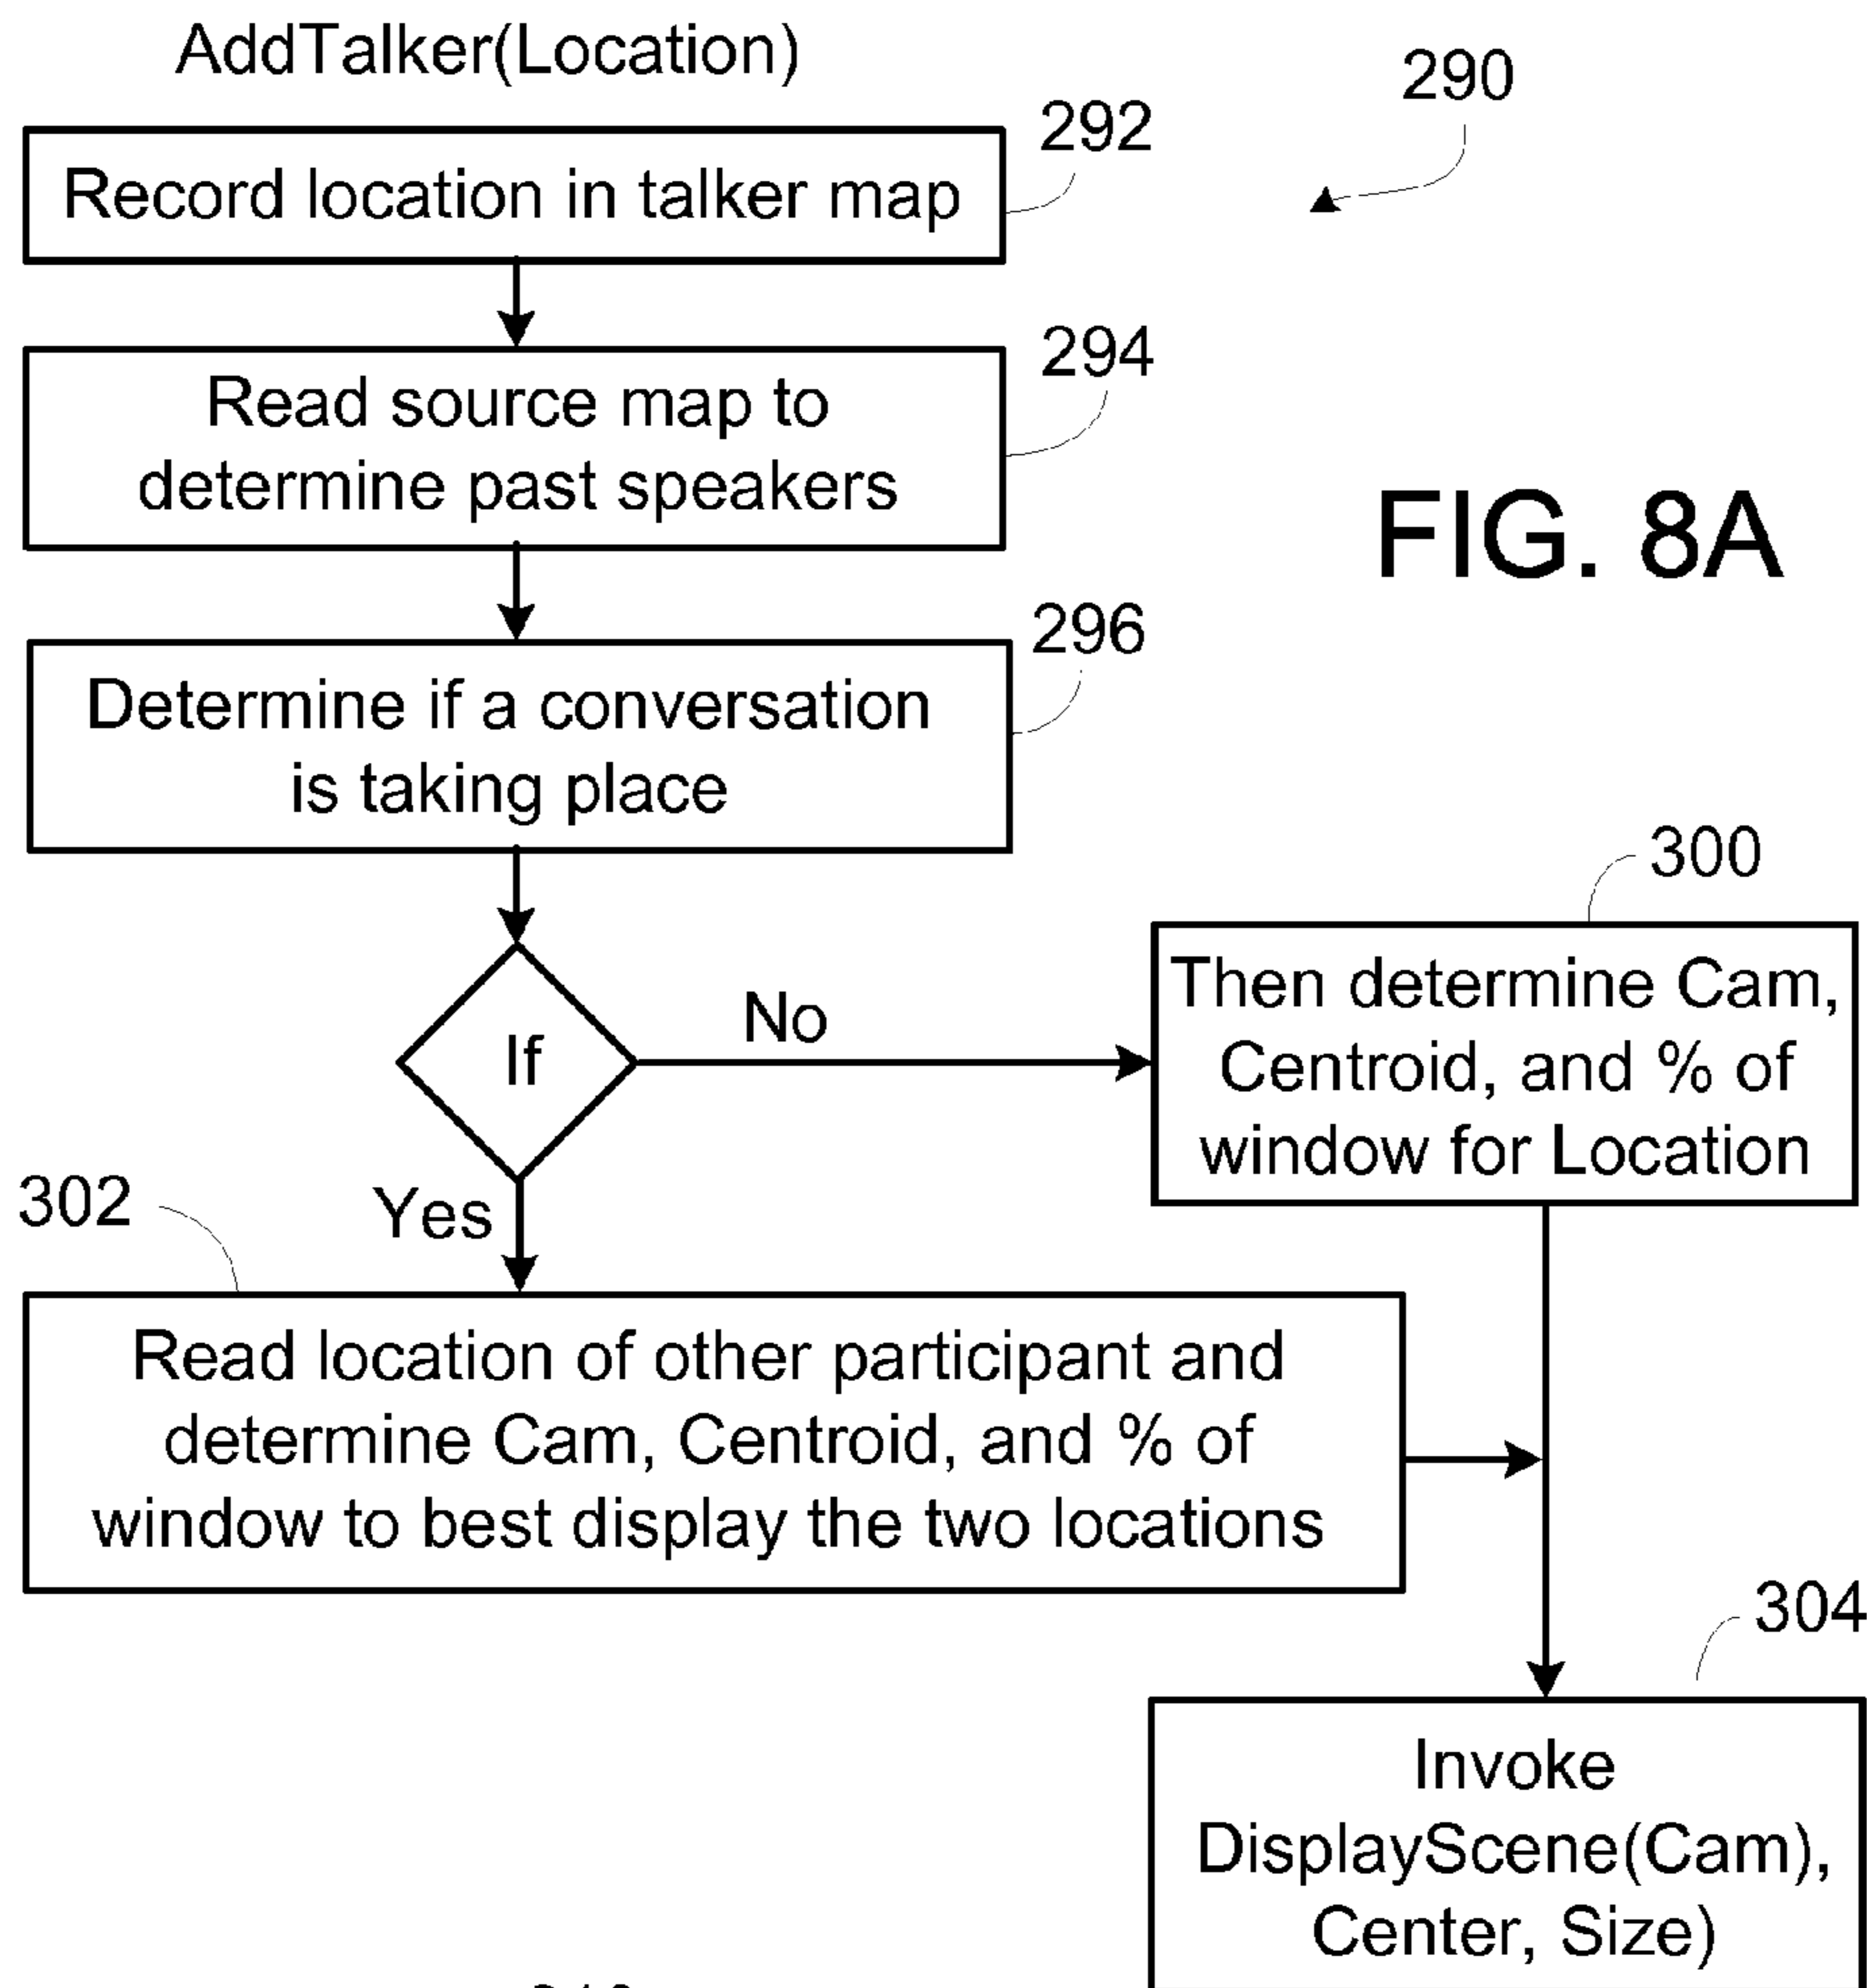 AddTalker(Location)
290
292
Record location in talker map
294
Read source map to
determine past speakers
FIG. 8A
296
Determine if a conversation
is taking place
300
Then determine Cam,
Centroid, and % of
window for Location
If
No
Yes
302
Read location of other participant and
determine Cam, Centroid, and % of
window to best display the two locations
304
Invoke
DisplayScene(Cam),
Center, Size)